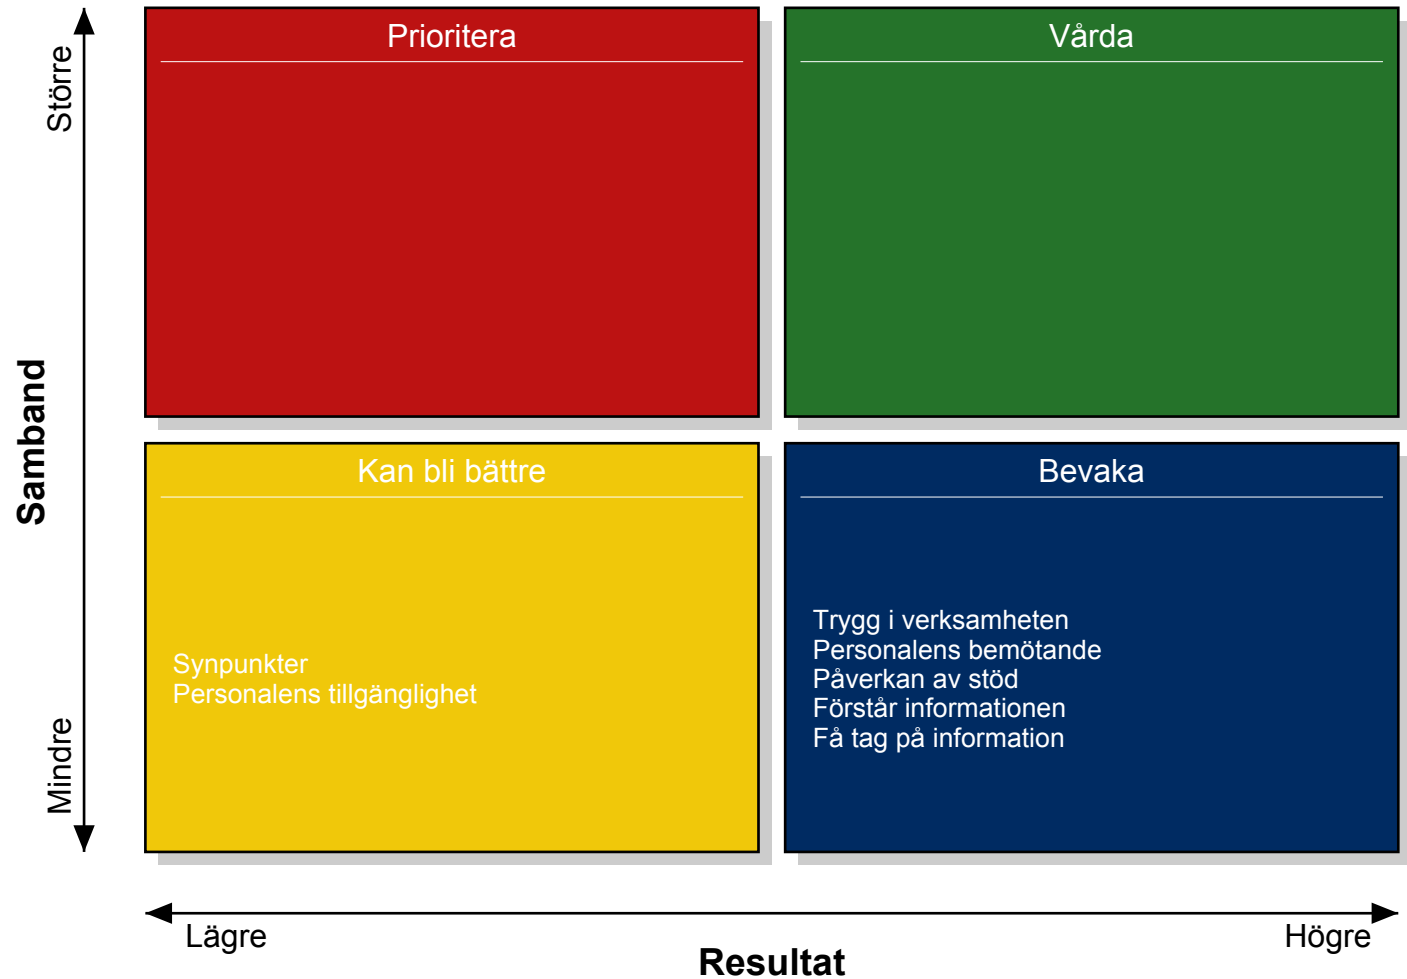 Större
Samband
Mindre
Prioritera
Vårda
Kan bli bättre
Synpunkter
Personalens tillgänglighet
Bevaka
Trygg i verksamheten
Personalens bemötande
Påverkan av stöd
Förstår informationen
Få tag på information
Lägre
Högre
Resultat